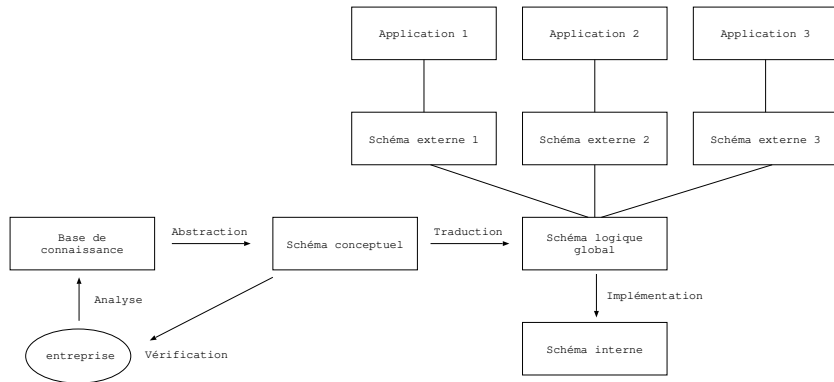 Application 1
Application 2
Application 3
Schéma externe 1
Schéma externe 2
Schéma externe 3
Base de
connaissance
Abstraction
Schéma conceptuel
Traduction
Schéma logique
global
Analyse
Implémentation
entreprise
Vérification
Schéma interne